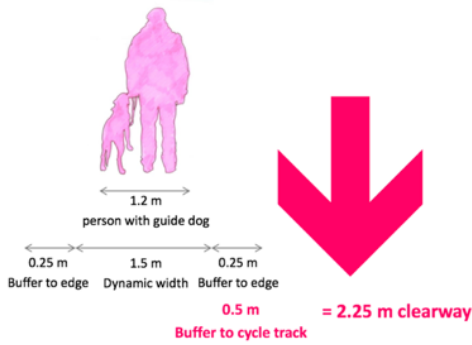 1.2 m
person with guide dog
0.25 m 1.5 m 0.25 m
Buffer to edge Dynamic width Buffer to edge
0.5 m = 2.25 m clearway
Buffer to cycle track